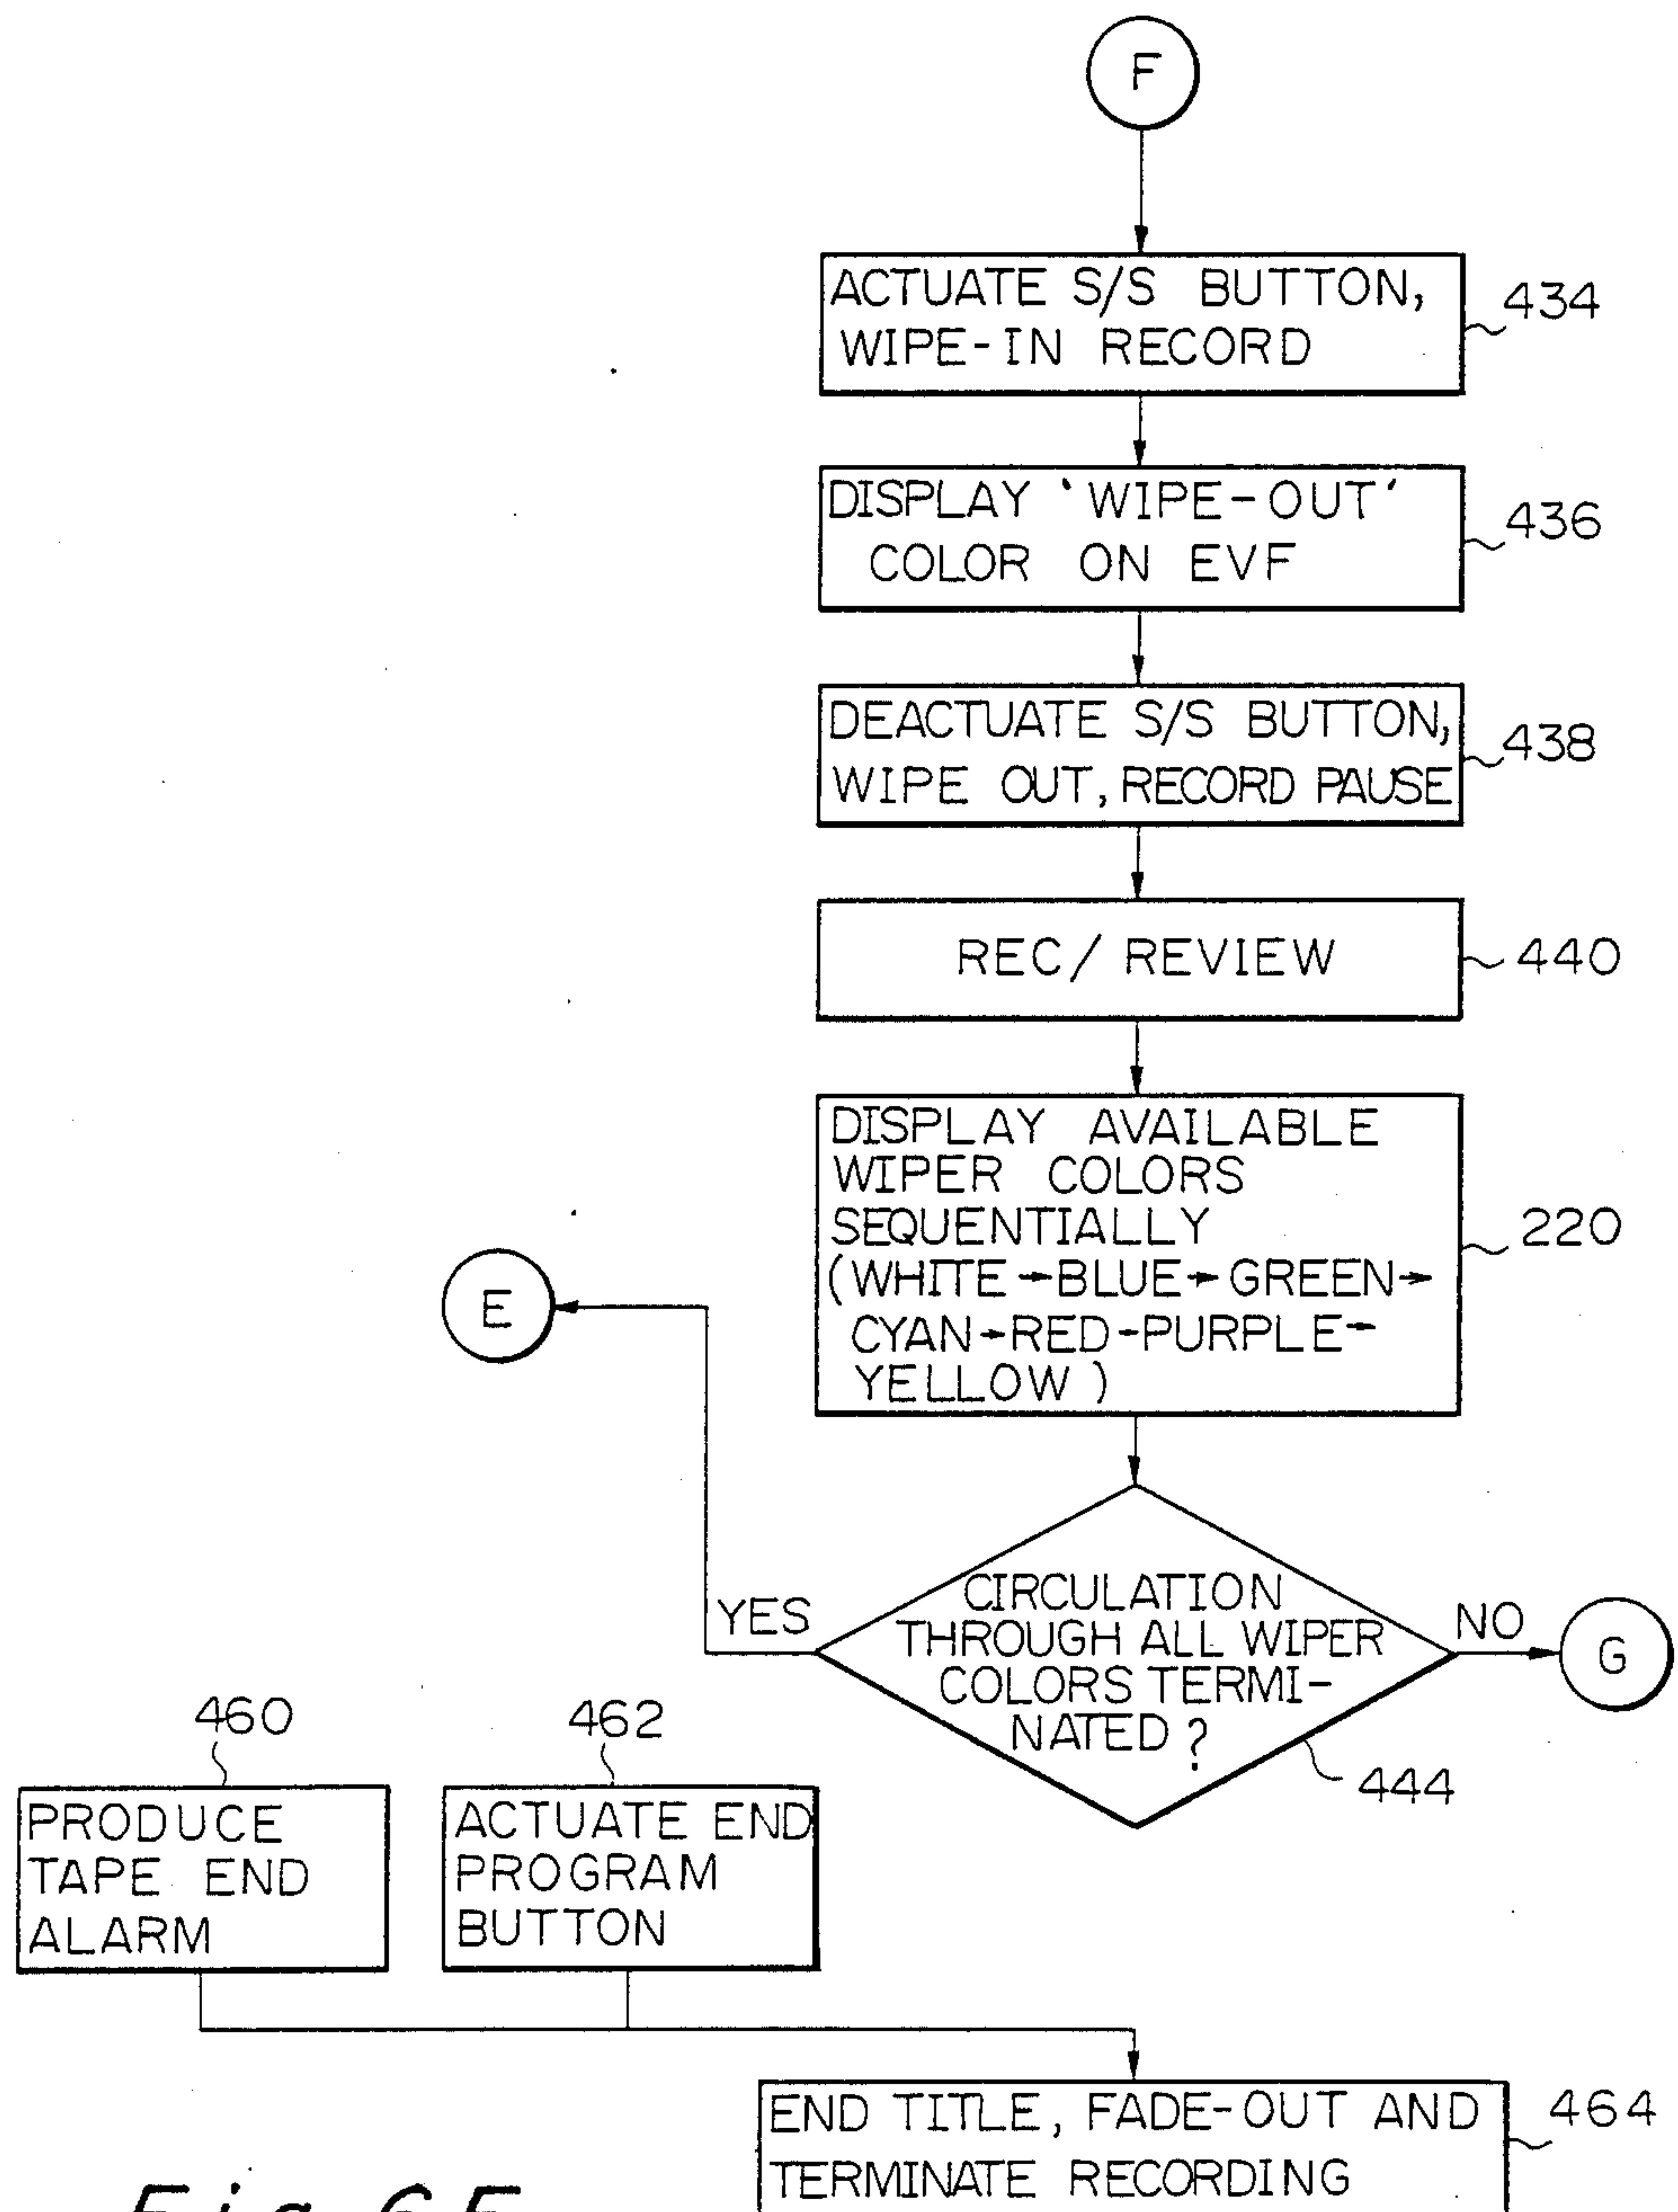 F
ACTUATE S/S BUTTON,
WIPE-IN RECORD
434
DISPLAY 'WIPE-OUT'
COLOR ON EVF
436
DEACTUATE S/S BUTTON,
WIPE OUT, RECORD PAUSE
438
REC/REVIEW
440
DISPLAY AVAILABLE
WIPER COLORS
SEQUENTIALLY
(WHITE→BLUE→GREEN→
CYAN→RED-PURPLE→
YELLOW)
220
E
CIRCULATION
THROUGH ALL WIPER
COLORS TERMI-
NATED?
YES
NO
G
444
460
PRODUCE
TAPE END
ALARM
462
ACTUATE END
PROGRAM
BUTTON
END TITLE, FADE-OUT AND
TERMINATE RECORDING
464